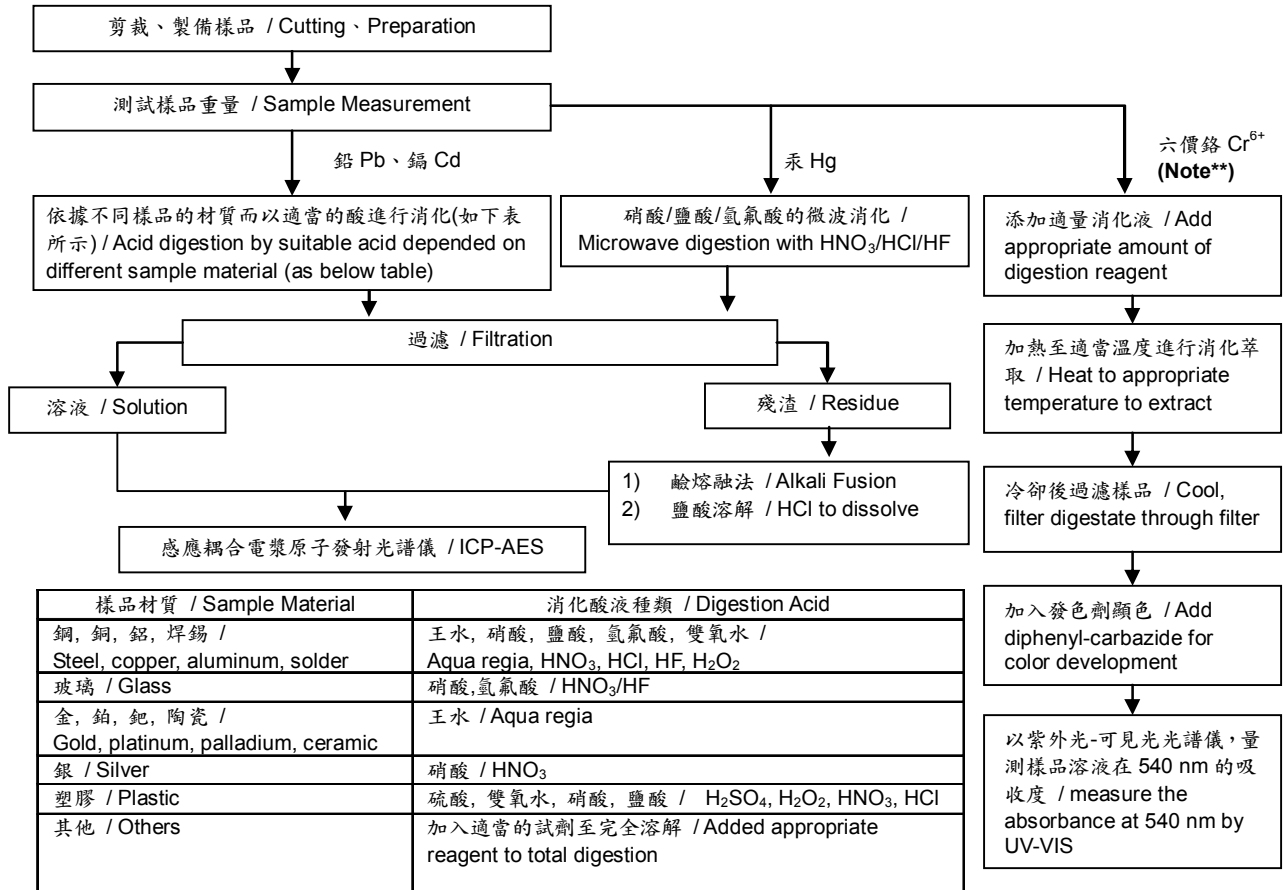 剪裁、製備樣品 / Cutting、Preparation
測試樣品重量 / Sample Measurement
鉛 Pb、鎘 Cd
汞 Hg
六價鉻 Cr⁶⁺
(Note**)
依據不同樣品的材質而以適當的酸進行消化(如下表
所示) / Acid digestion by suitable acid depended on
different sample material (as below table)
硝酸/鹽酸/氫氟酸的微波消化 /
Microwave digestion with HNO₃/HCl/HF
添加適量消化液 / Add
appropriate amount of
digestion reagent
過濾 / Filtration
加熱至適當溫度進行消化萃
取 / Heat to appropriate
temperature to extract
溶液 / Solution
殘渣 / Residue
1) 鹼熔融法 / Alkali Fusion
2) 鹽酸溶解 / HCl to dissolve
冷卻後過濾樣品 / Cool,
filter digestate through filter
感應耦合電漿原子發射光譜儀 / ICP-AES
加入發色劑顯色 / Add
diphenyl-carbazide for
color development
以紫外光-可見光光譜儀，量
測樣品溶液在 540 nm 的吸
收度 / measure the
absorbance at 540 nm by
UV-VIS
樣品材質 / Sample Material 消化酸液種類 / Digestion Acid
鋼, 銅, 鋁, 焊錫 / 王水, 硝酸, 鹽酸, 氫氟酸, 雙氧水 /
Steel, copper, aluminum, solder Aqua regia, HNO₃, HCl, HF, H₂O₂
玻璃 / Glass 硝酸,氫氟酸 / HNO₃/HF
金, 鉑, 鈀, 陶瓷 / 王水 / Aqua regia
Gold, platinum, palladium, ceramic
銀 / Silver 硝酸 / HNO₃
塑膠 / Plastic 硫酸, 雙氧水, 硝酸, 鹽酸 / H₂SO₄, H₂O₂, HNO₃, HCl
其他 / Others 加入適當的試劑至完全溶解 / Added appropriate
reagent to total digestion